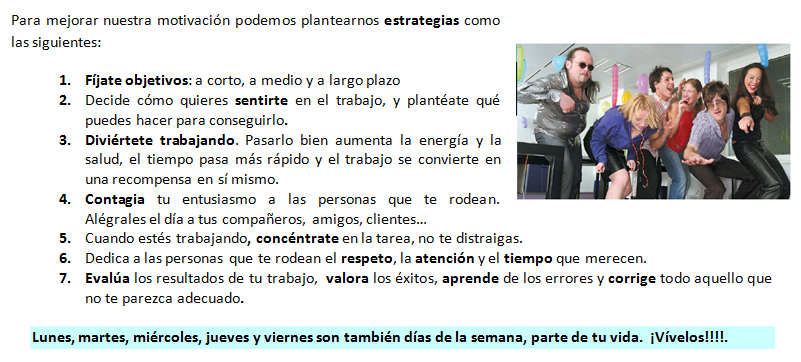 Para mejorar nuestra motivación podemos plantearnos estrategias como
las siguientes:
1. Fíjate objetivos: a corto, a medio y a largo plazo
2. Decide cómo quieres sentirte en el trabajo, y plantéate qué
puedes hacer para conseguirlo.
3. Diviértete trabajando. Pasarlo bien aumenta la energía y la
salud, el tiempo pasa más rápido y el trabajo se convierte en
una recompensa en sí mismo.
4. Contagia tu entusiasmo a las personas que te rodean.
Alégrales el día a tus compañeros, amigos, clientes...
5. Cuando estés trabajando, concéntrate en la tarea, no te distraigas.
6. Dedica a las personas que te rodean el respeto, la atención y el tiempo que merecen.
7. Evalúa los resultados de tu trabajo, valora los éxitos, aprende de los errores y corrige todo aquello que
no te parezca adecuado.
Lunes, martes, miércoles, jueves y viernes son también días de la semana, parte de tu vida. ¡Vívelos!!!!.